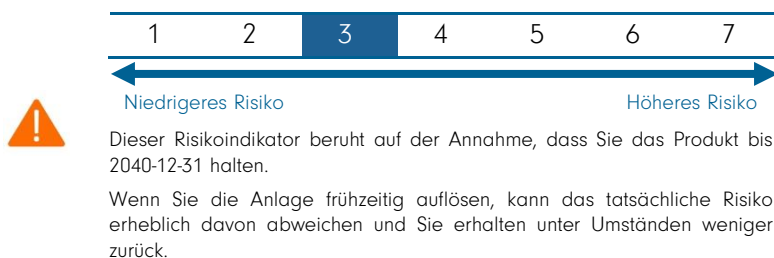 1 2 3 4 5 6 7
Niedrigeres Risiko Höheres Risiko
Dieser Risikoindikator beruht auf der Annahme, dass Sie das Produkt bis
2040-12-31 halten.
Wenn Sie die Anlage frühzeitig auflösen, kann das tatsächliche Risiko
erheblich davon abweichen und Sie erhalten unter Umständen weniger
zurück.